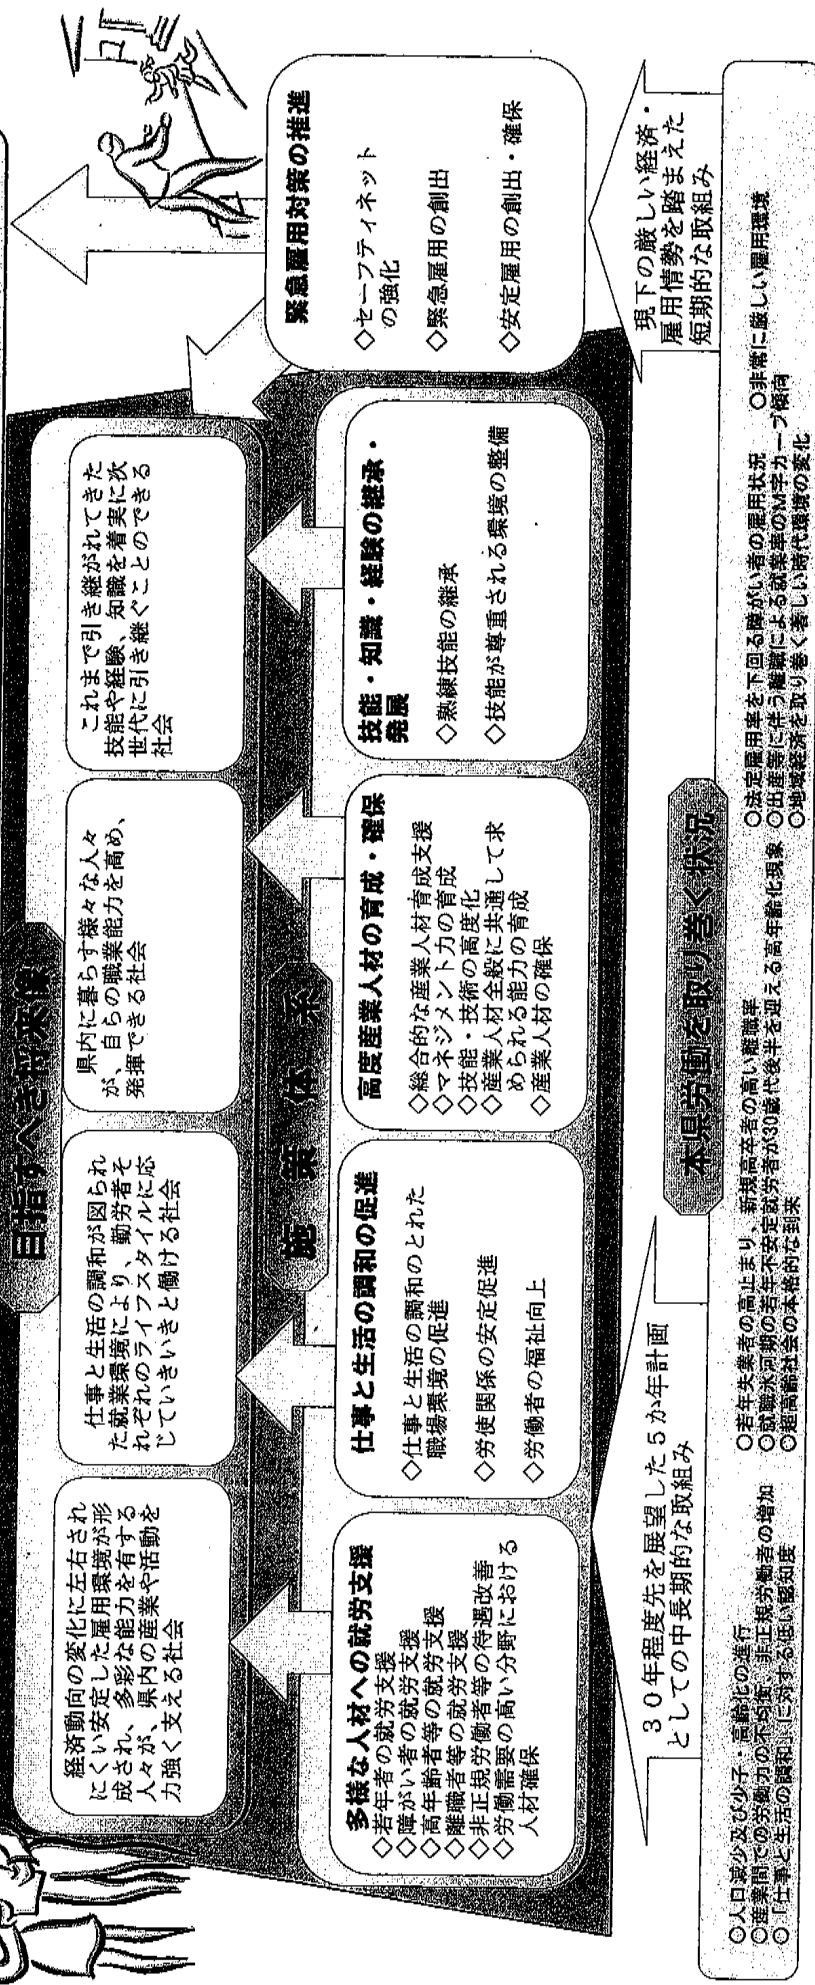 目指すべき将来像
経済動向の変化に左右され
にくい安定した雇用環境が形
成され、多彩な能力を有する
人々が、県内の産業や活動を
力強く支える社会
仕事と生活の調和が図られ
た就業環境により、勤労者そ
れぞれのライフスタイルに応
じていきいきと働ける社会
県内に暮らす様々な人々
が、自らの職業能力を高め、
発揮できる社会
これまで引き継がれてきた
技能や経験、知識を着実に次
世代に引き継ぐことのできる
社会
施策体系
多様な人材への就労支援
◇若年者の就労支援
◇障がい者の就労支援
◇高年齢者等の就労支援
◇離職者等の就労支援
◇非正規労働者等の待遇改善
◇労働需要の高い分野における
人材確保
仕事と生活の調和の促進
◇仕事と生活の調和のとれた
職場環境の促進
◇労使関係の安定促進
◇労働者の福祉向上
高度産業人材の育成・確保
◇総合的な産業人材育成支援
◇マネジメント力の育成
◇技能・技術の高度化
◇産業人材全般に共通して求
められる能力の育成
◇産業人材の確保
技能・知識・経験の継承・
発展
◇熟練技能の継承
◇技能が尊重される環境の整備
緊急雇用対策の推進
◇セーフティネット
の強化
◇緊急雇用の創出
◇安定雇用の創出・確保
30年程度先を展望した5か年計画
としての中長期的な取組み
現下の厳しい経済・
雇用情勢を踏まえた
短期的な取組み
本県労働を取り巻く状況
○人口減少及び少子・高齢化の進行
○産業間での労働力の不均衡、非正規労働者の増加
○「仕事と生活の調和」に対する低い認知度
○若年失業者の高止まり、新規高卒者の高い離職率
○就職氷河期の若年不安定就労者が30歳代後半を迎える高年齢化現象
○超高齢社会の本格的な到来
○法定雇用率を下回る障がい者の雇用状況
○出産等に伴う離職による就業率のM字カーブ傾向
○地域経済を取り巻く著しい時代環境の変化
○非常に厳しい雇用環境